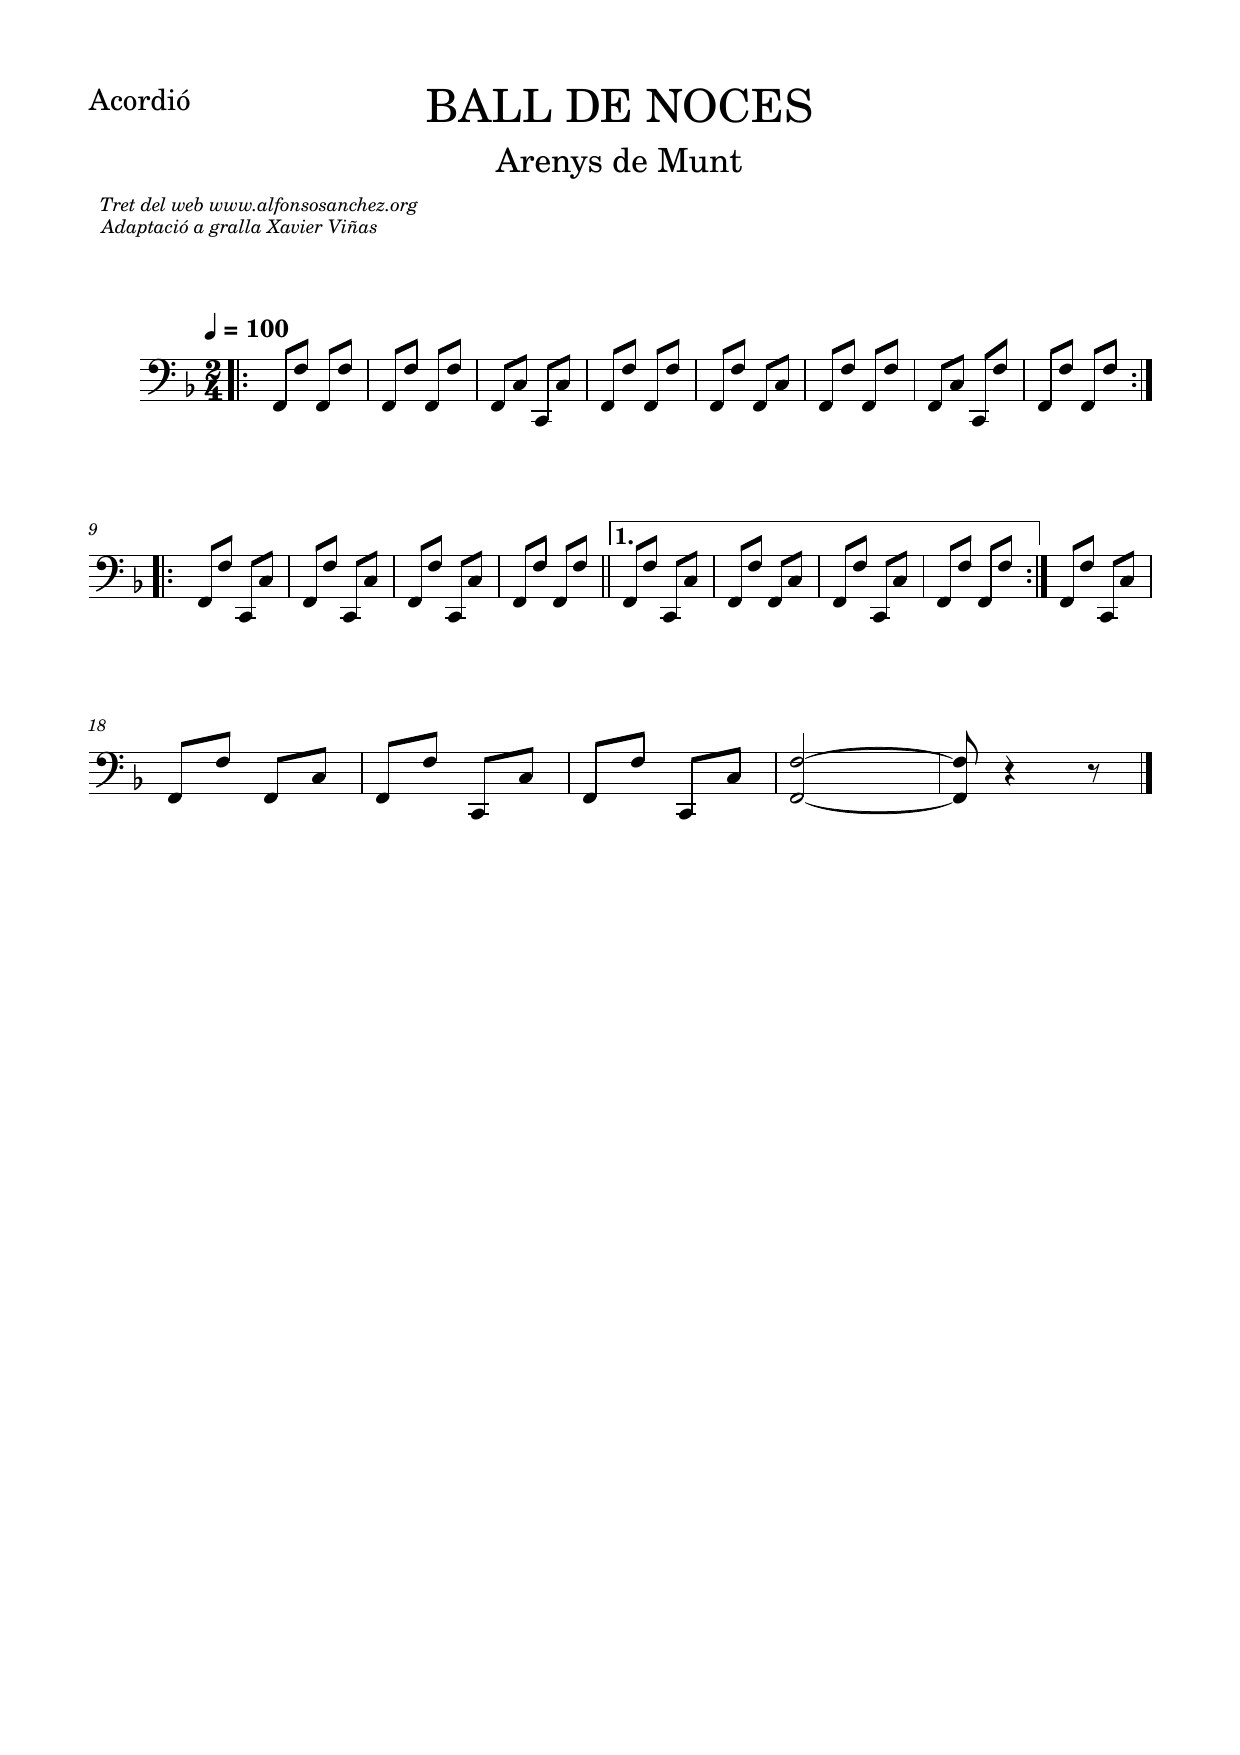 Acordió
BALL DE NOCES
Arenys de Munt
Tret del web www.alfonsosanchez.org
Adaptació a gralla Xavier Viñas
= 100
2
4
9
1.
18